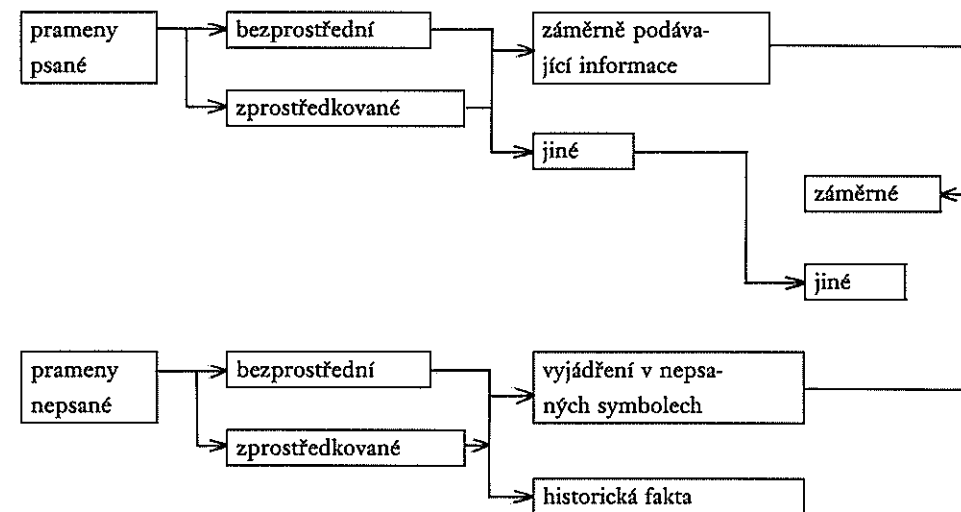 prameny
psané
bezprostřední
zprostředkované
záměrně podáva-
jící informace
jiné
záměrné
jiné
prameny
nepsané
bezprostřední
zprostředkované
vyjádření v nepsa-
ných symbolech
historická fakta